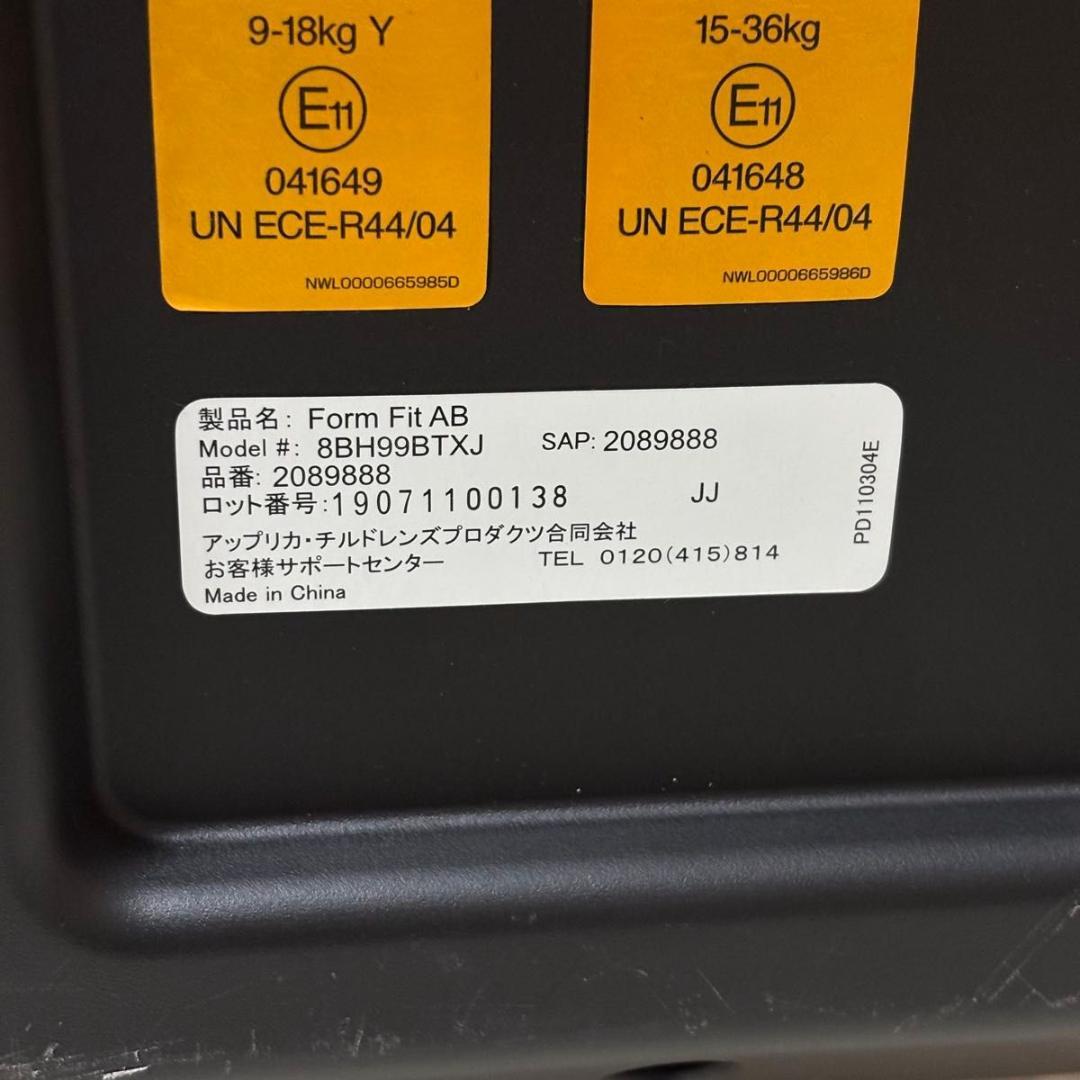 9-18kg Y
E11
041649
UN ECE-R44/04
NWL0000665985D
15-36kg
E11
041648
UN ECE-R44/04
NWL0000665986D
製品名: Form Fit AB
Model #: 8BH99BTXJ SAP: 2089888
品番: 2089888
ロット番号:19071100138 JJ
アップリカ・チルドレンズプロダクツ合同会社
お客様サポートセンター TEL 0120(415)814
Made in China
PD110304E